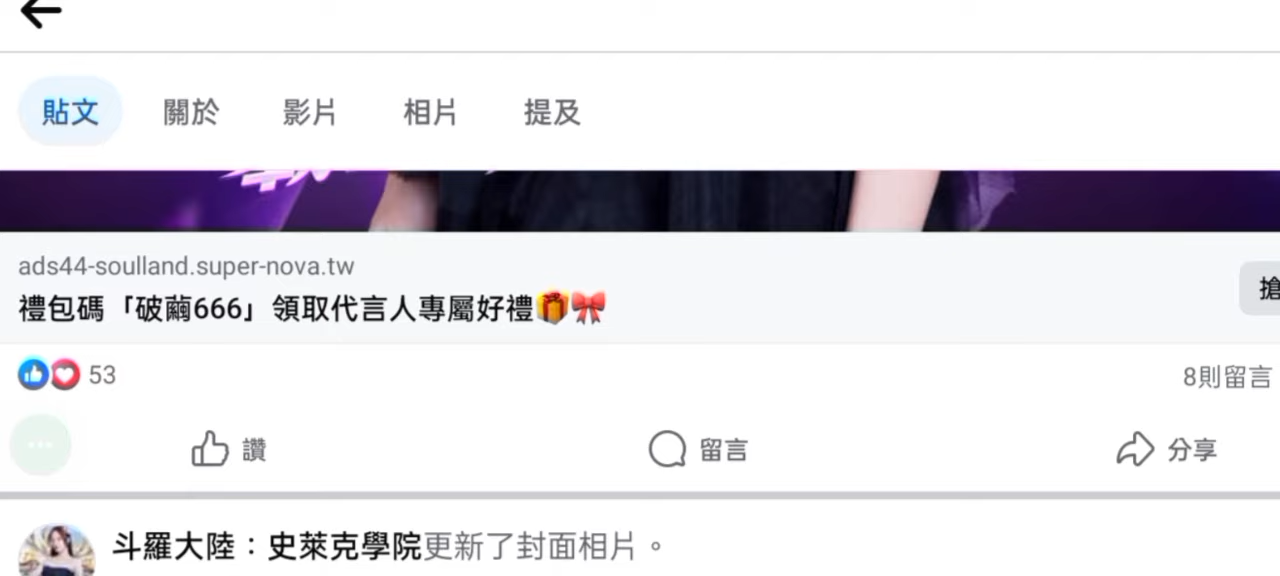 貼文 關於 影片 相片 提及
ads44-soulland.super-nova.tw
禮包碼「破繭666」領取代言人專屬好禮🎁🎀
搶
53 8則留言
讚 留言 分享
斗羅大陸：史萊克學院更新了封面相片。